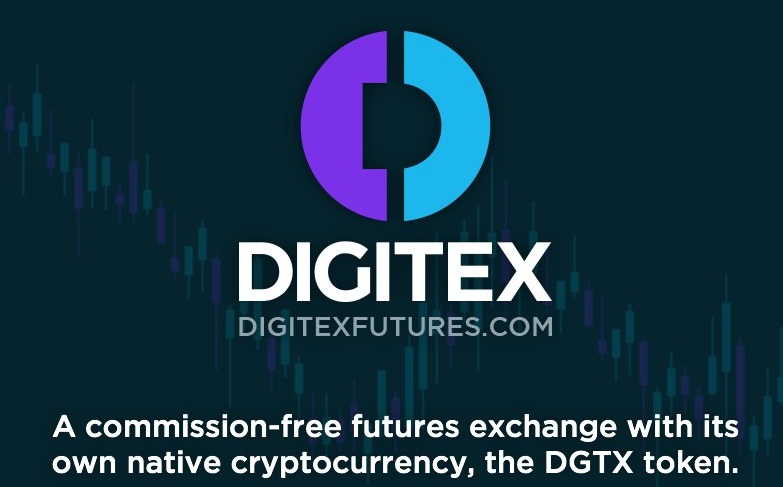 DIGITEX
DIGITEXFUTURES.COM
A commission-free futures exchange with its
own native cryptocurrency, the DGTX token.